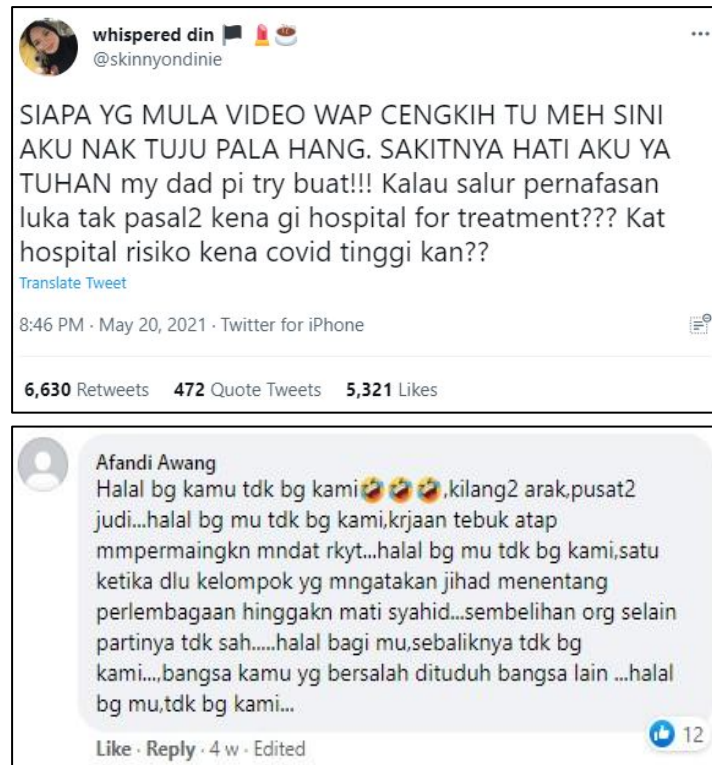 whispered din 🏴 💄☕
@skinnyondinie
SIAPA YG MULA VIDEO WAP CENGKIH TU MEH SINI
AKU NAK TUJU PALA HANG. SAKITNYA HATI AKU YA
TUHAN my dad pi try buat!!! Kalau salur pernafasan
luka tak pasal2 kena gi hospital for treatment??? Kat
hospital risiko kena covid tinggi kan??
Translate Tweet
8:46 PM · May 20, 2021 · Twitter for iPhone
6,630 Retweets 472 Quote Tweets 5,321 Likes
Afandi Awang
Halal bg kamu tdk bg kami🤣🤣🤣,kilang2 arak,pusat2
judi...halal bg mu tdk bg kami,krjaan tebuk atap
mmpermaingkn mndat rkyt...halal bg mu tdk bg kami,satu
ketika dlu kelompok yg mngatakan jihad menentang
perlembagaan hinggakn mati syahid...sembelihan org selain
partinya tdk sah.....halal bagi mu,sebaliknya tdk bg
kami...,bangsa kamu yg bersalah dituduh bangsa lain ...halal
bg mu,tdk bg kami...
12
Like · Reply · 4 w · Edited